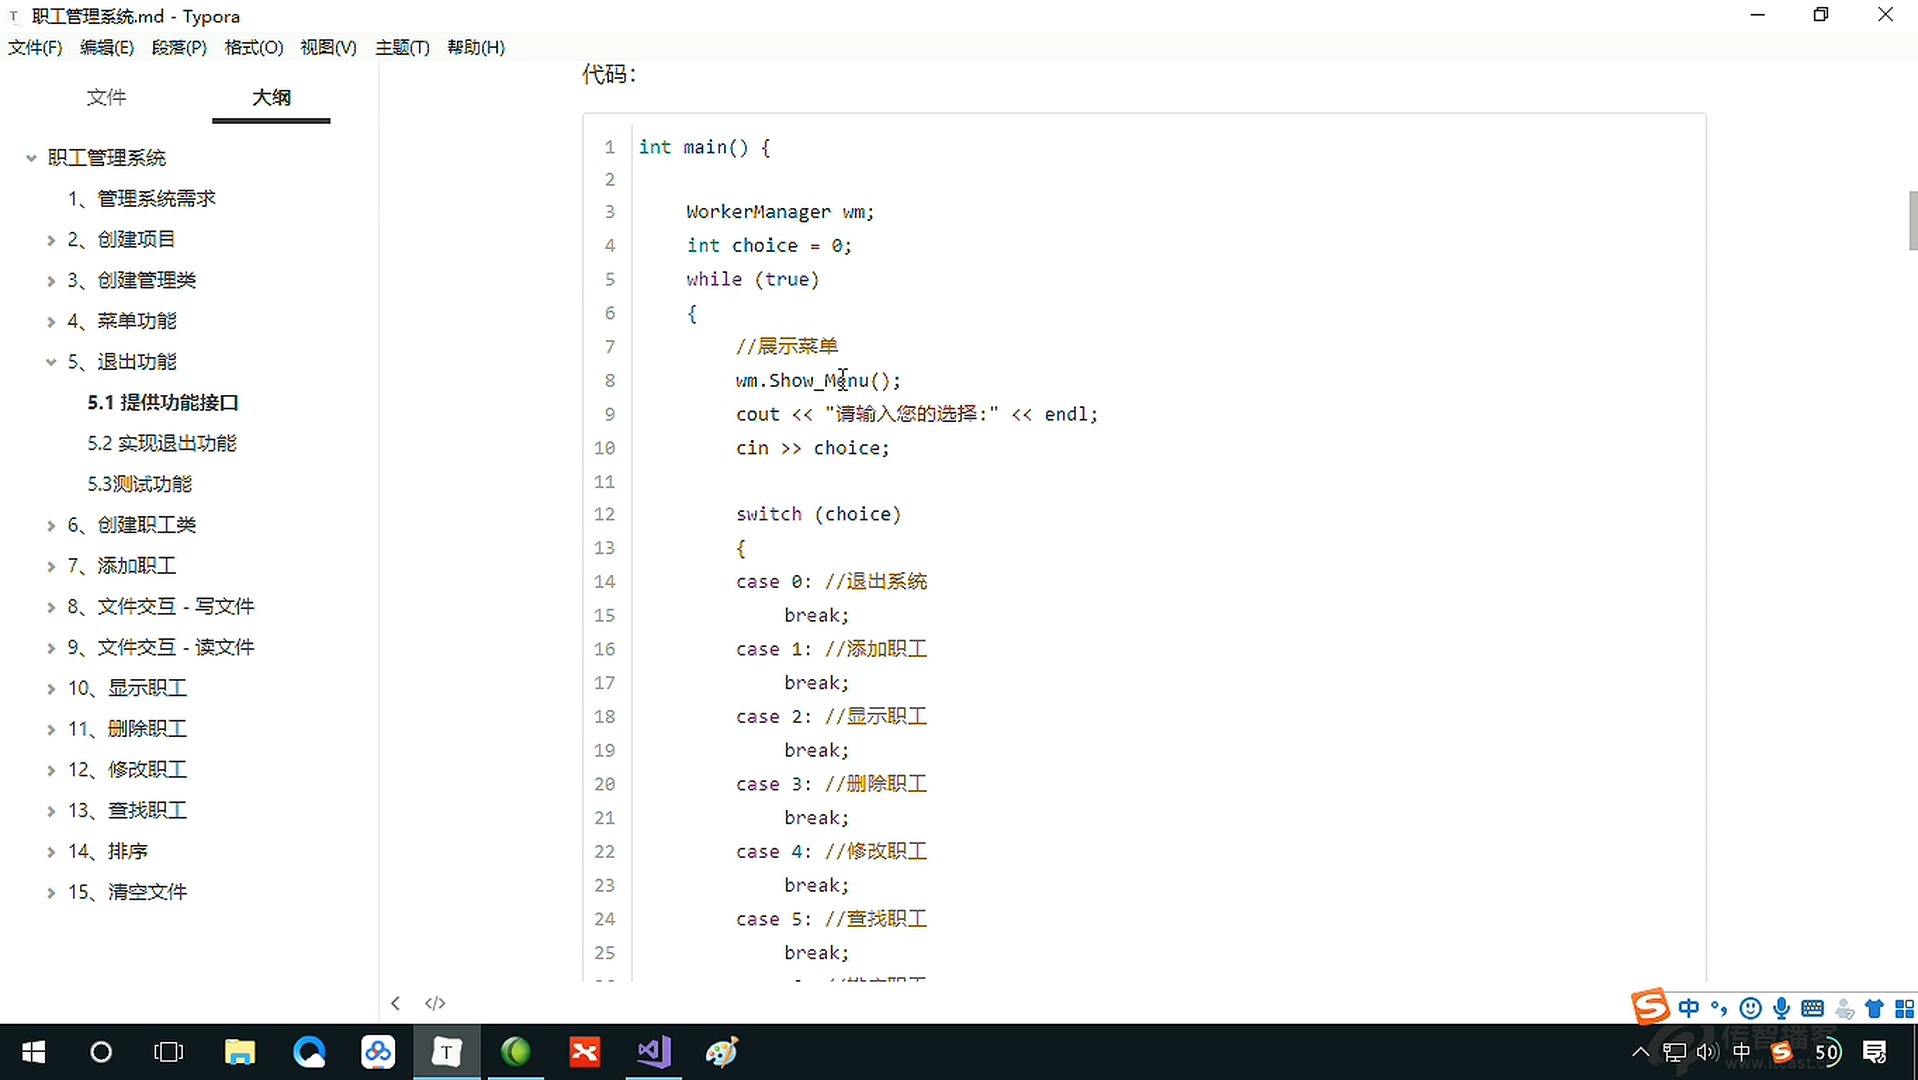 职工管理系统.md - Typora
文件(F) 编辑(E) 段落(P) 格式(O) 视图(V) 主题(T) 帮助(H)
文件 大纲
职工管理系统
1、管理系统需求
2、创建项目
3、创建管理类
4、菜单功能
5、退出功能
5.1 提供功能接口
5.2 实现退出功能
5.3测试功能
6、创建职工类
7、添加职工
8、文件交互 - 写文件
9、文件交互 - 读文件
10、显示职工
11、删除职工
12、修改职工
13、查找职工
14、排序
15、清空文件
代码：
1 int main() {
2
3 WorkerManager wm;
4 int choice = 0;
5 while (true)
6 {
7 //展示菜单
8 wm.Show_Menu();
9 cout << "请输入您的选择:" << endl;
10 cin >> choice;
11
12 switch (choice)
13 {
14 case 0: //退出系统
15 break;
16 case 1: //添加职工
17 break;
18 case 2: //显示职工
19 break;
20 case 3: //删除职工
21 break;
22 case 4: //修改职工
23 break;
24 case 5: //查找职工
25 break;
中
中 50
传智播客